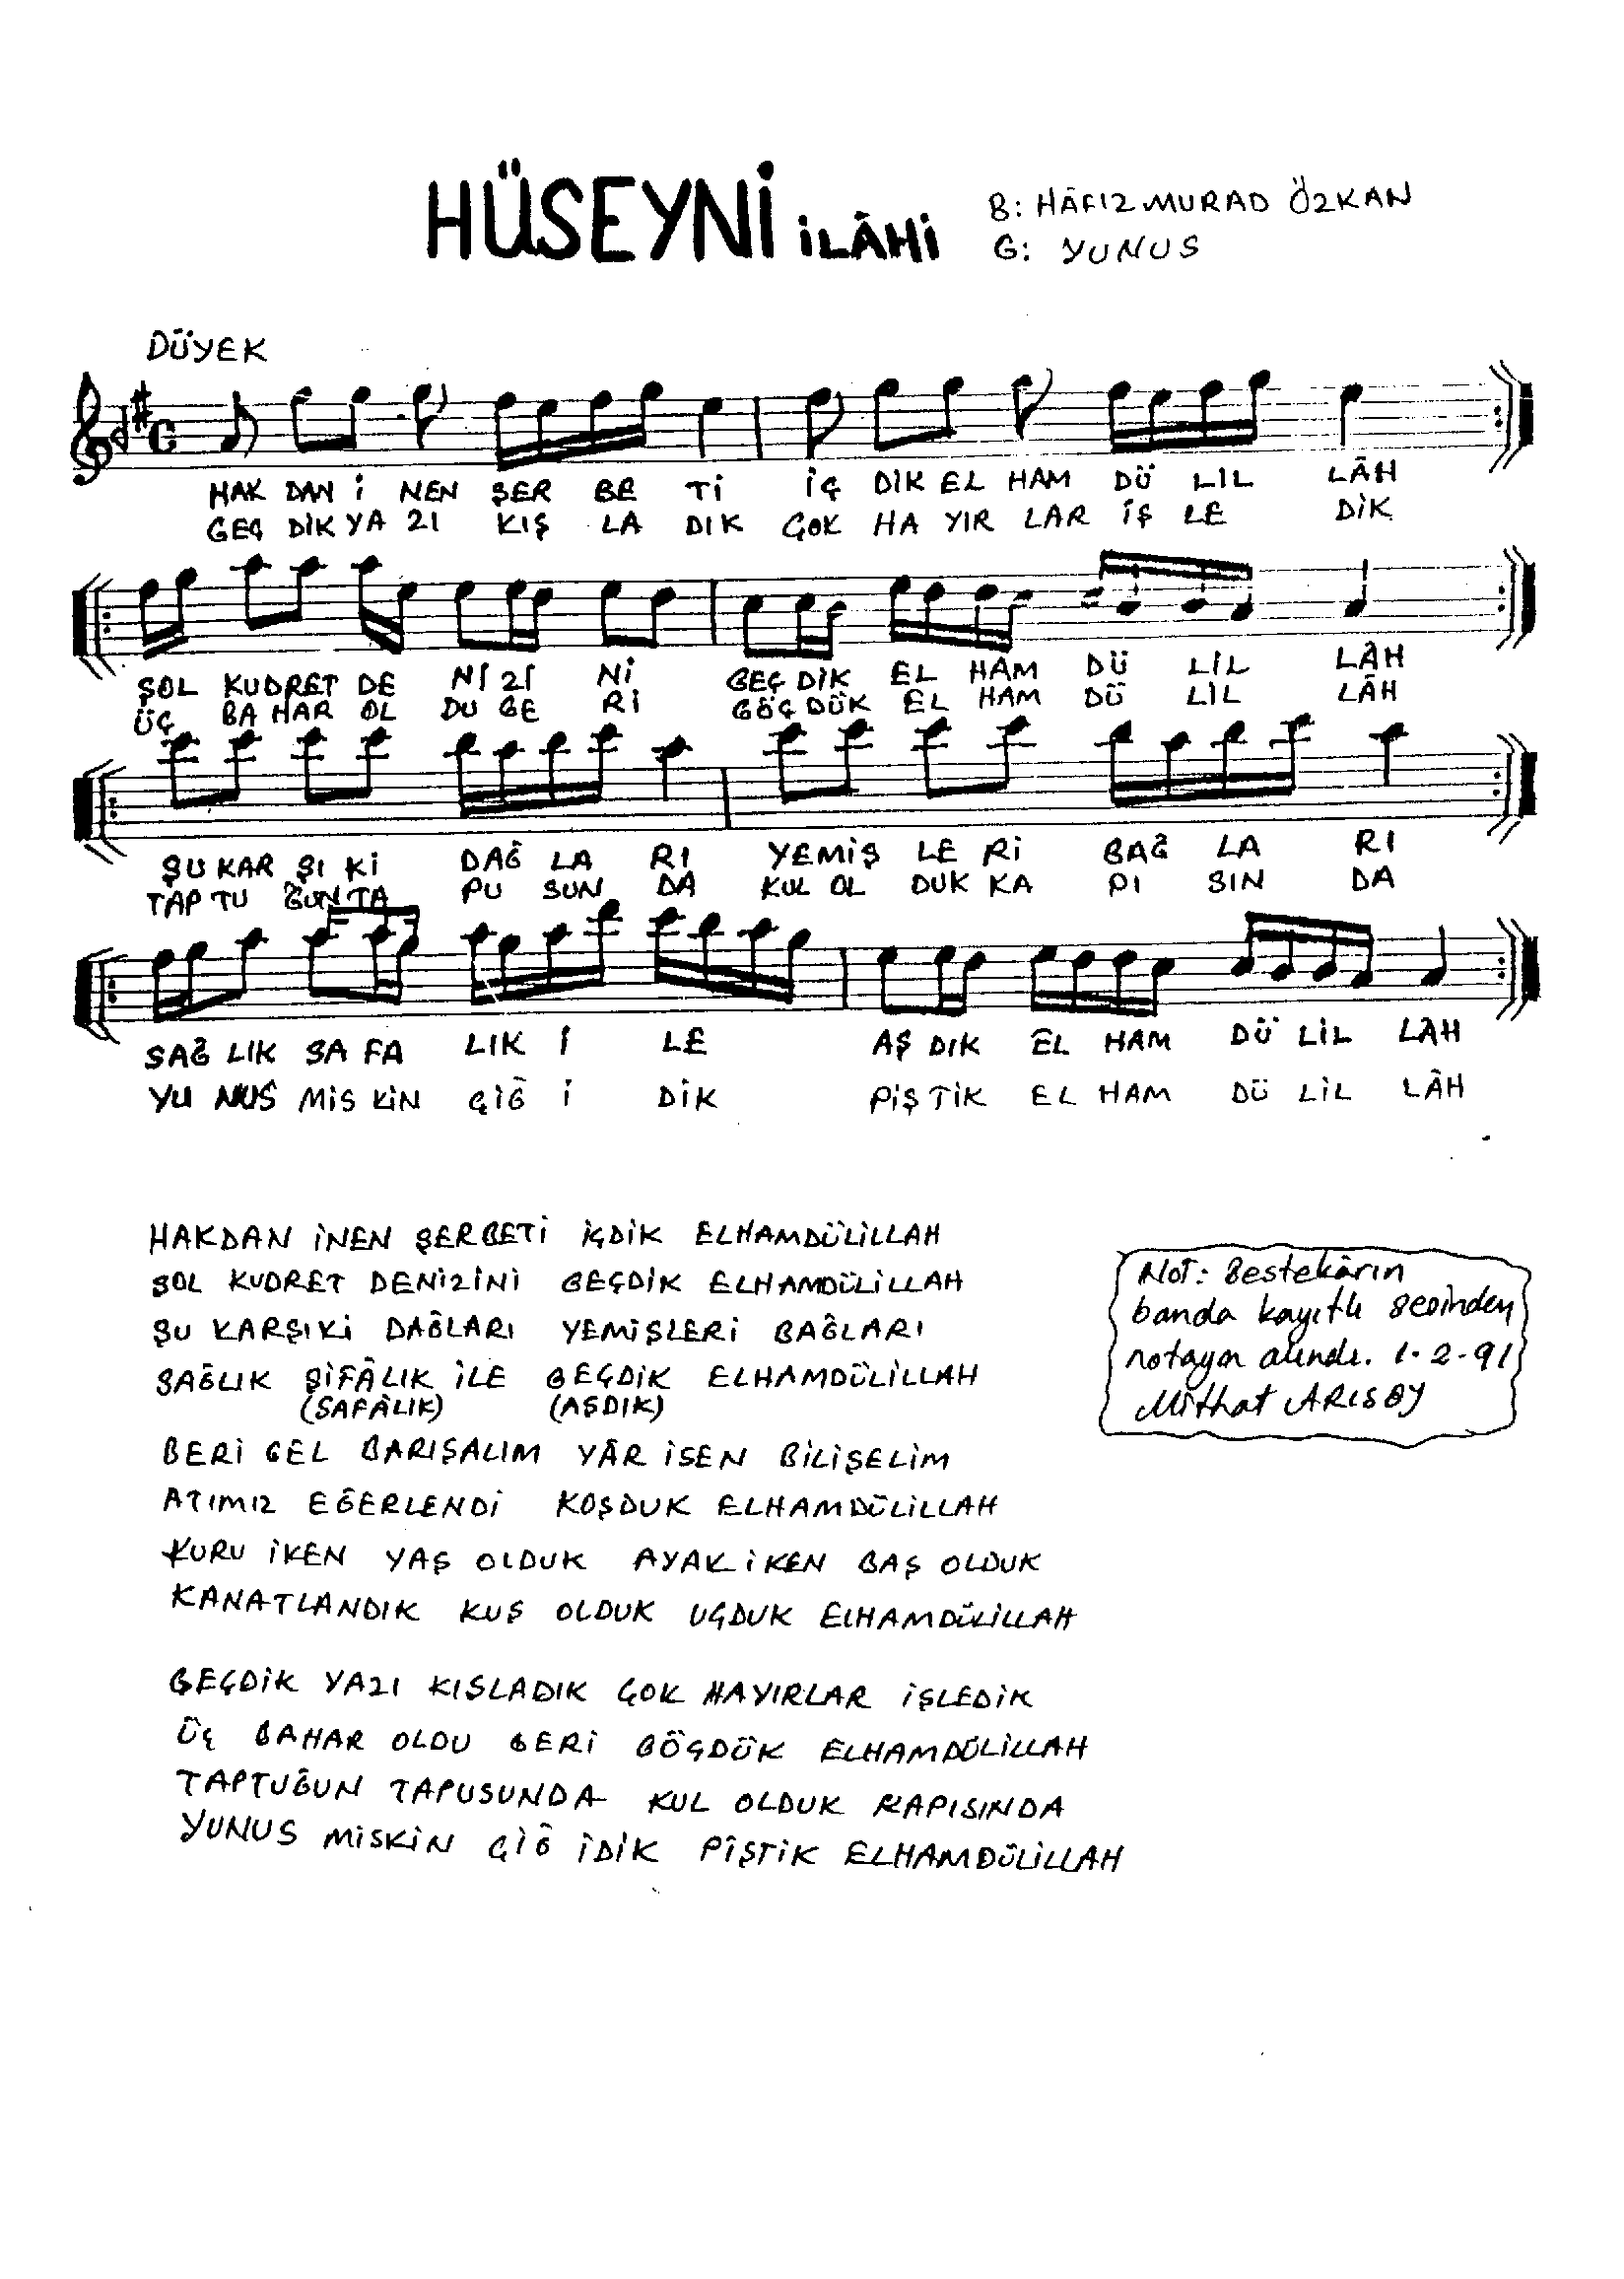 HÜSEYNİ İLÂHİ
B: HÂFIZ MURAD ÖZKAN
G: YUNUS
DÜYEK
HAK DAN İ NEN ŞER BE Tİ İÇ DİK EL HAM DÜ LİL LÂH
GEÇ DİK YA ZI KIŞ LA DIK ÇOK HA YIR LAR İŞ LE DİK
ŞOL KUDRET DE Nİ Zİ Nİ GEÇ DİK EL HAM DÜ LİL LÂH
ÜÇ BA HAR OL DU GE Rİ GÖÇ DÜK EL HAM DÜ LİL LÂH
ŞU KAR ŞI Kİ DAĞ LA RI YEMİŞ LE Rİ BAĞ LA RI
TAP TU ĞUN TA PU SUN DA KUL OL DUK KA PI SIN DA
SAĞ LIK SA FA LIK İ LE AŞ DIK EL HAM DÜ LİL LÂH
YU NUS MİS KİN ÇİĞ İ DİK PİŞ TİK EL HAM DÜ LİL LÂH
HAKDAN İNEN ŞERBETİ İÇDİK ELHAMDÜLİLLAH
ŞOL KUDRET DENİZİNİ GEÇDİK ELHAMDÜLİLLAH
ŞU KARŞIKİ DAĞLARI YEMİŞLERİ BAĞLARI
SAĞLIK ŞİFÂLIK İLE GEÇDİK ELHAMDÜLİLLAH
(SAFÂLIK) (AŞDIK)
BERİ GEL BARIŞALIM YÂR İSEN BİLİŞELİM
ATIMIZ EĞERLENDİ KOŞDUK ELHAMDÜLİLLAH
KURU İKEN YAŞ OLDUK AYAK İKEN BAŞ OLDUK
KANATLANDIK KUŞ OLDUK UÇDUK ELHAMDÜLİLLAH
GEÇDİK YAZI KISLADIK ÇOK HAYIRLAR İŞLEDİK
ÜÇ BAHAR OLDU GERİ GÖÇDÜK ELHAMDÜLİLLAH
TAPTUĞUN TAPUSUNDA KUL OLDUK KAPISINDA
YUNUS MİSKİN ÇİĞ İDİK PİŞTİK ELHAMDÜLİLLAH
Not: Bestekârın
banda kayıtlı sesinden
notaya alındı. 1.2.91
Mithat ARISOY